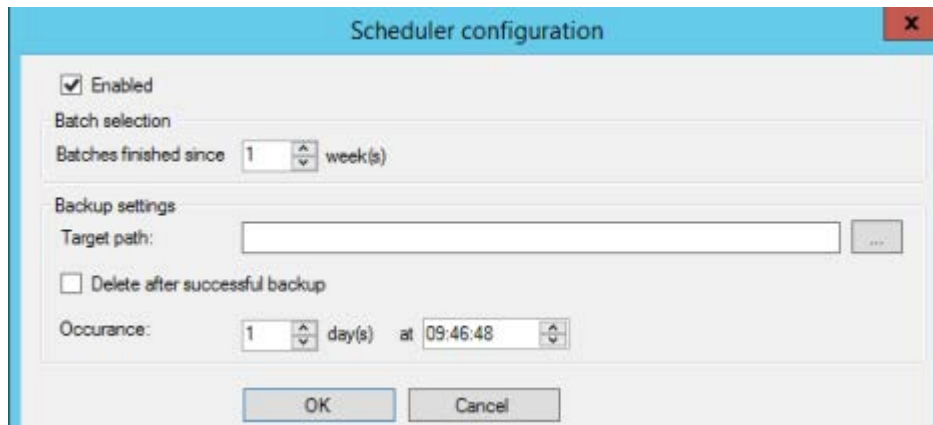 Scheduler configuration
x
Enabled
Batch selection
Batches finished since 1 week(s)
Backup settings
Target path: ...
Delete after successful backup
Occurance: 1 day(s) at 09:46:48
OK Cancel